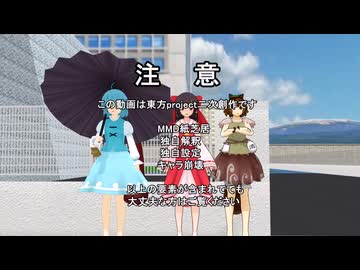 注　意
この動画は東方project二次創作です
MMD紙芝居
独自解釈
独自設定
キャラ崩壊
以上の要素が含まれてても
大丈夫な方はご覧ください